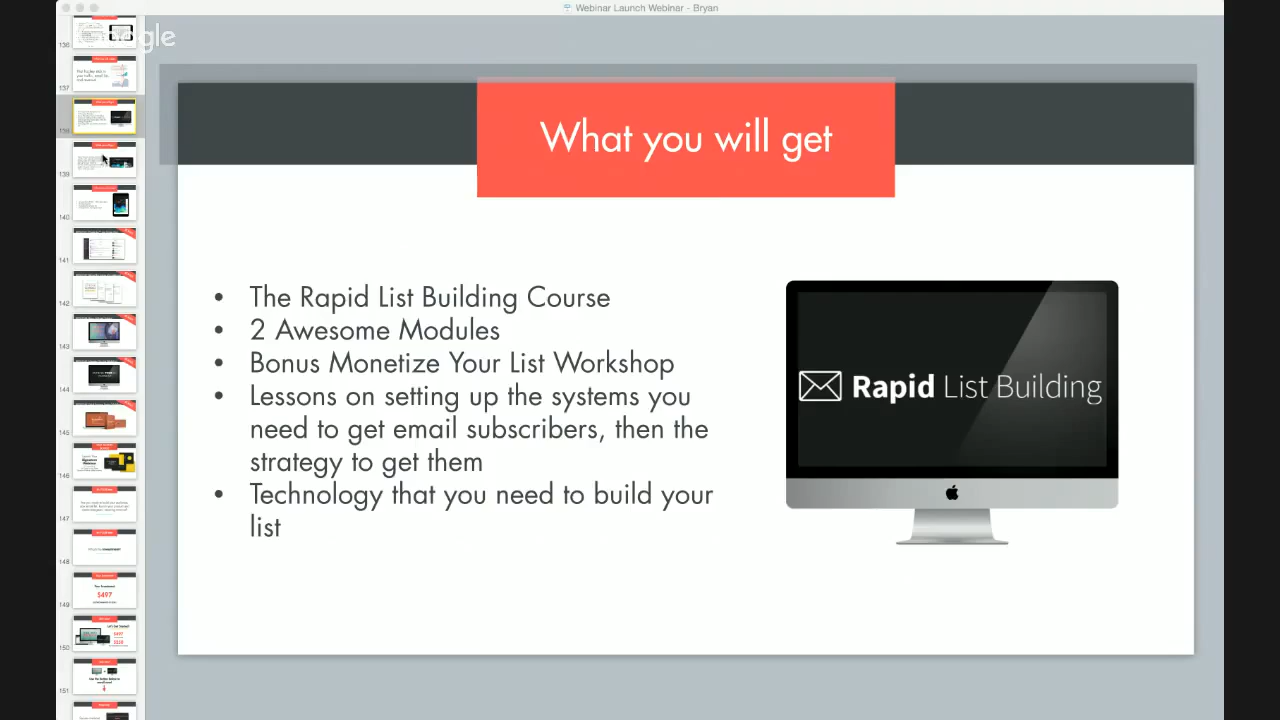 Webinar Launch Webinar - Bryan
What you will get
• The Rapid List Building Course
• 2 Awesome Modules
• Bonus Monetize Your List Workshop
• Lessons on setting up the systems you
need to get email subscribers, then the
strategy to get them
• Technology that you need to build your
list
Rapid List Building
136
137
138
139
140
141
142
143
144
145
146
147
148
149
$497
150
151